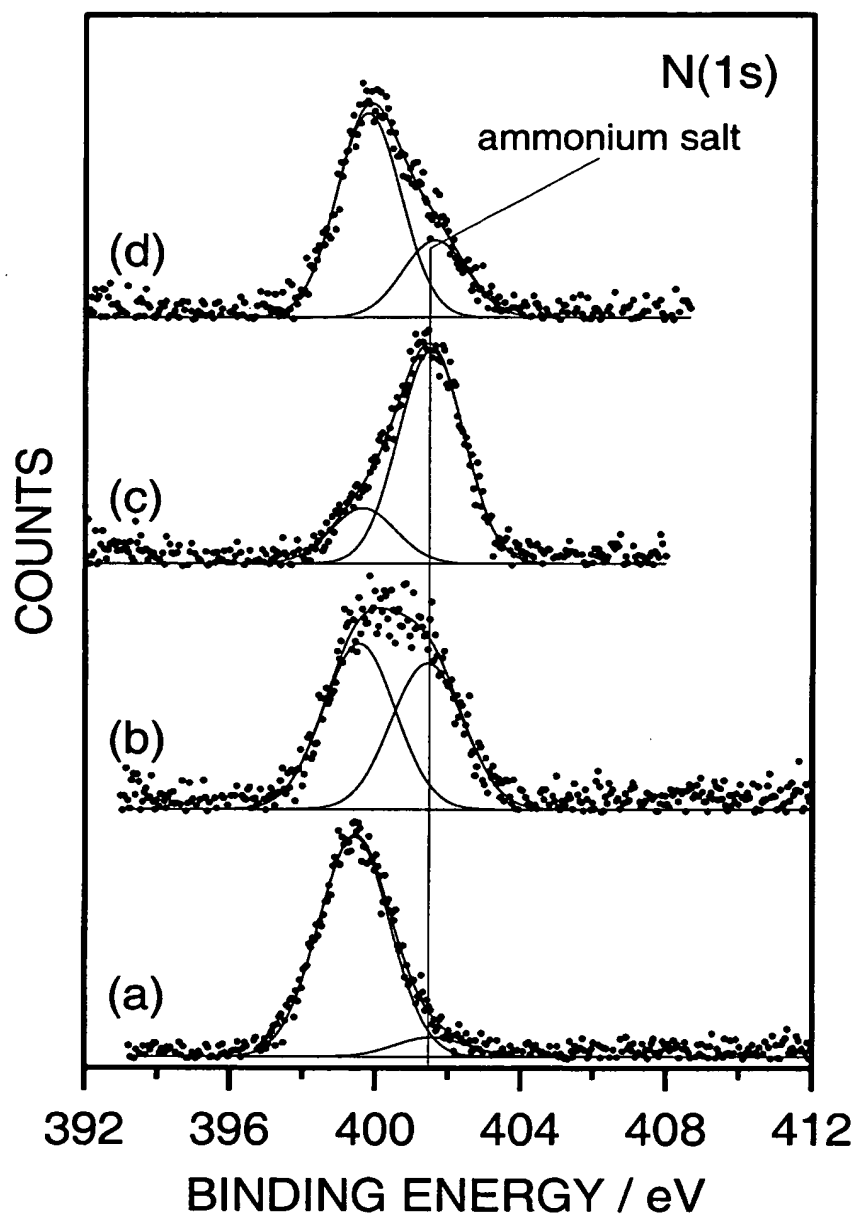 N(1s)
ammonium salt
(d)
(c)
(b)
(a)
COUNTS
392 396 400 404 408 412
BINDING ENERGY / eV